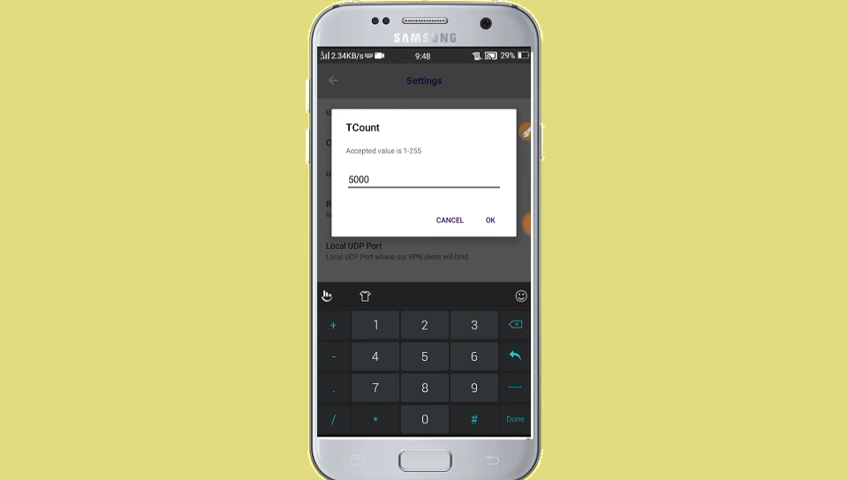 SAMSUNG
2.34KB/s 9:48 29%
Settings
TCount
Accepted value is 1-255
5000
CANCEL OK
Local UDP Port
Local UDP Port where our VPN client will bind
+ 1 2 3
- 4 5 6
. 7 8 9
/ * 0 # Done